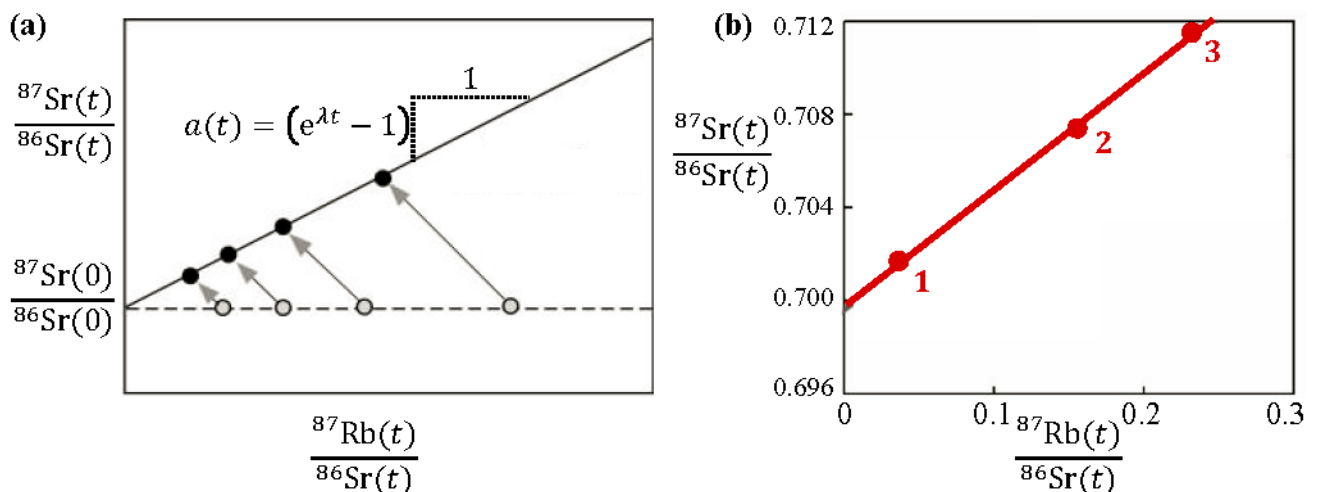 (a)
⁸⁷Sr(t)
⁸⁶Sr(t)
a(t) = (e^{λt} − 1)
1
⁸⁷Sr(0)
⁸⁶Sr(0)
⁸⁷Rb(t)
⁸⁶Sr(t)
(b)
0.712
0.708
0.704
0.700
0.696
⁸⁷Sr(t)
⁸⁶Sr(t)
3
2
1
0
0.1
0.2
0.3
⁸⁷Rb(t)
⁸⁶Sr(t)